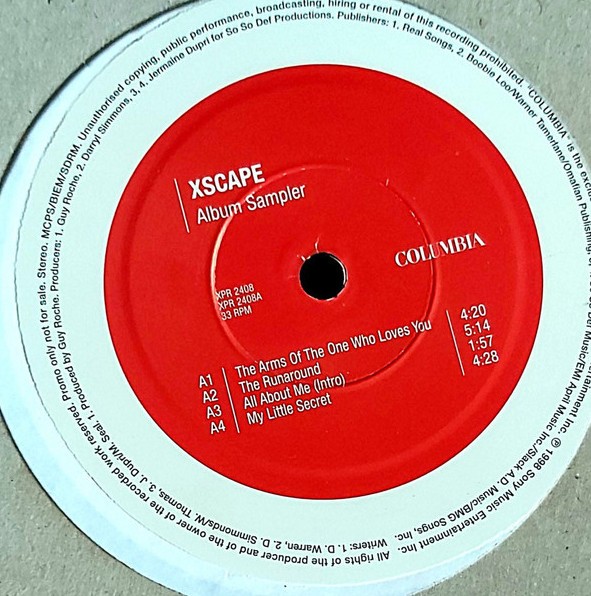 XSCAPE
Album Sampler
COLUMBIA
XPR 2408
XPR 2408A
33 RPM
A1 The Arms Of The One Who Loves You 4:20
A2 The Runaround 5:14
A3 All About Me (Intro) 1:57
A4 My Little Secret 4:28
All rights of the producer and of the owner of the recorded work reserved. Promo only not for sale. Stereo. MCPS/BIEM/SDRM. Unauthorised copying, public performance, broadcasting, hiring or rental of this recording prohibited. "COLUMBIA" is the
ertainment Inc. ℗ 1998 Sony Music Entertainment Inc.
Writers: 1. D. Warren, 2. D. Simmonds/W. Thomas, 3. J. Dupri/M. Seal. 1. Produced by Guy Roche. Producers: 1. Guy Roche, 2. Darryl Simmons, 3, 4. Jermaine Dupri for So So Def Productions. Publishers: 1. Real Songs, 2. Boobie Loo/Warner Tamerlane/Omatian Publishing
Def Music/EMI April Music Inc/Slack A.D. Music/BMG Songs, Inc.